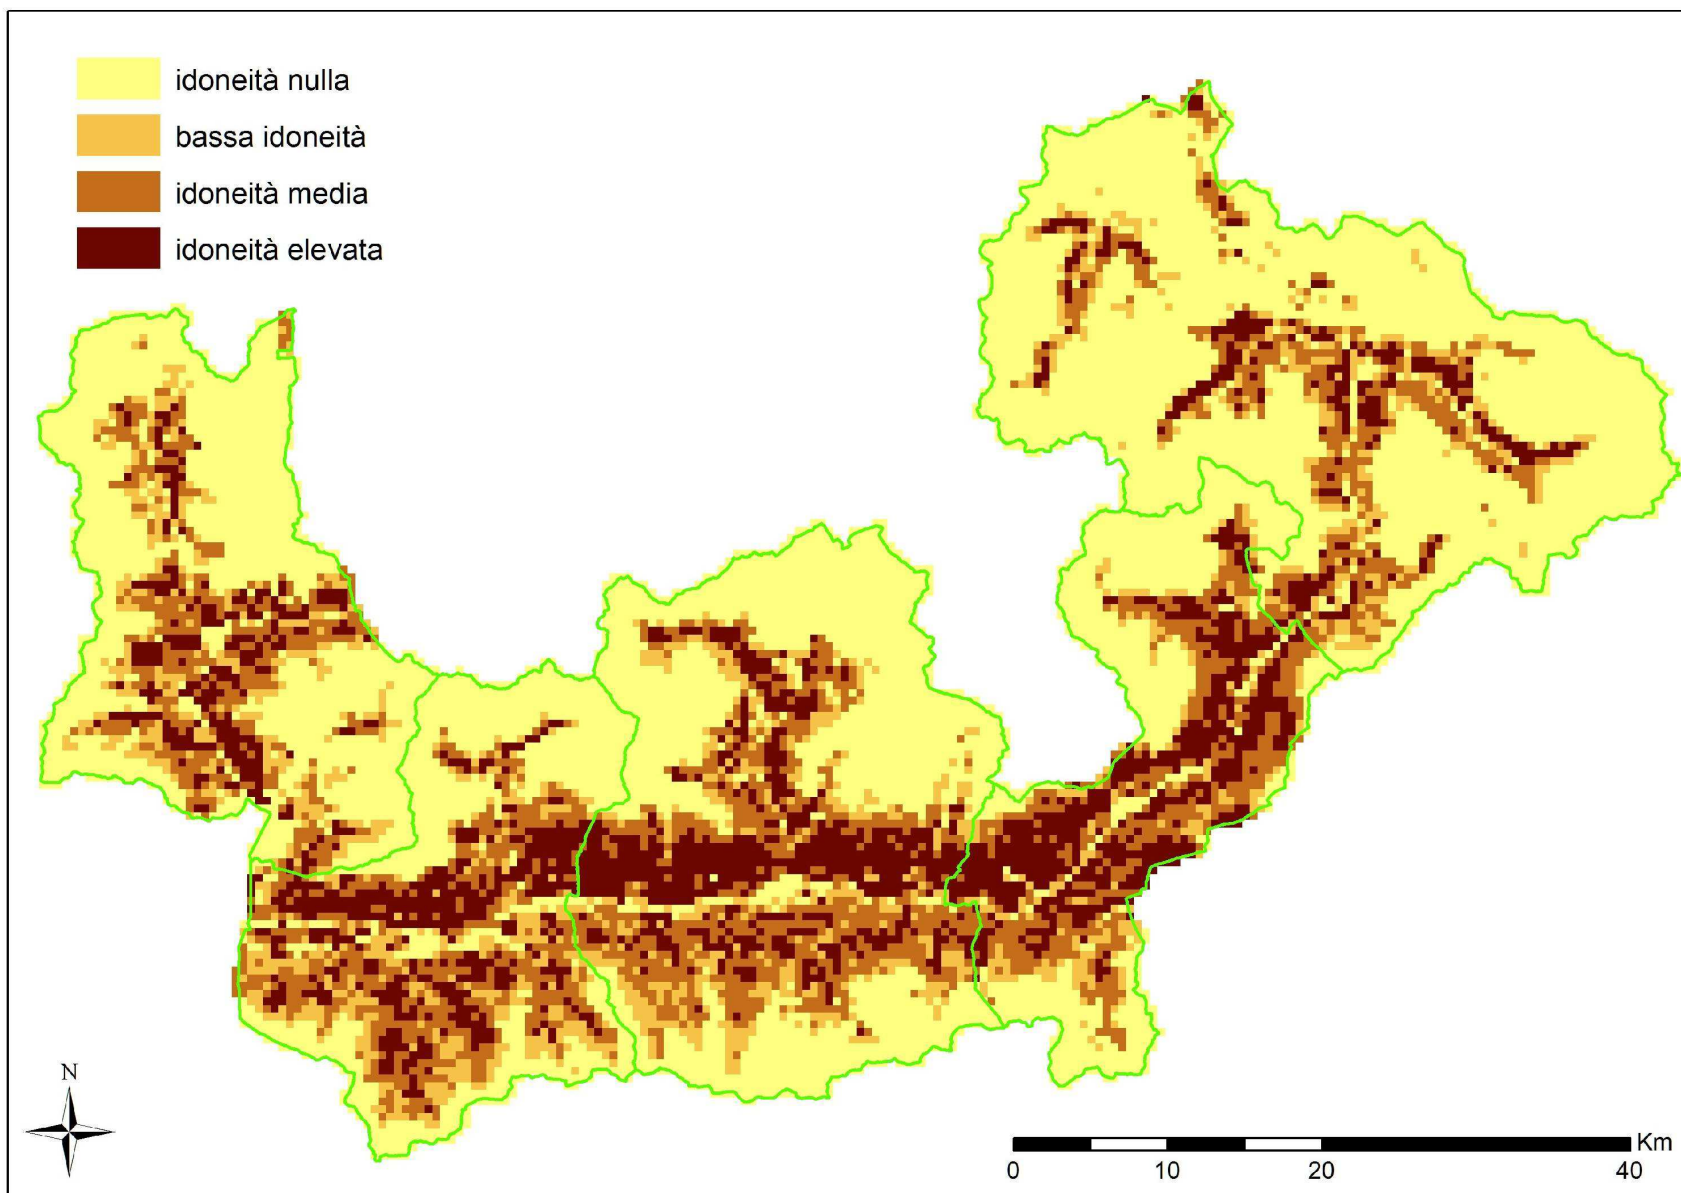 idoneità nulla
bassa idoneità
idoneità media
idoneità elevata
N
Km
0 10 20 40